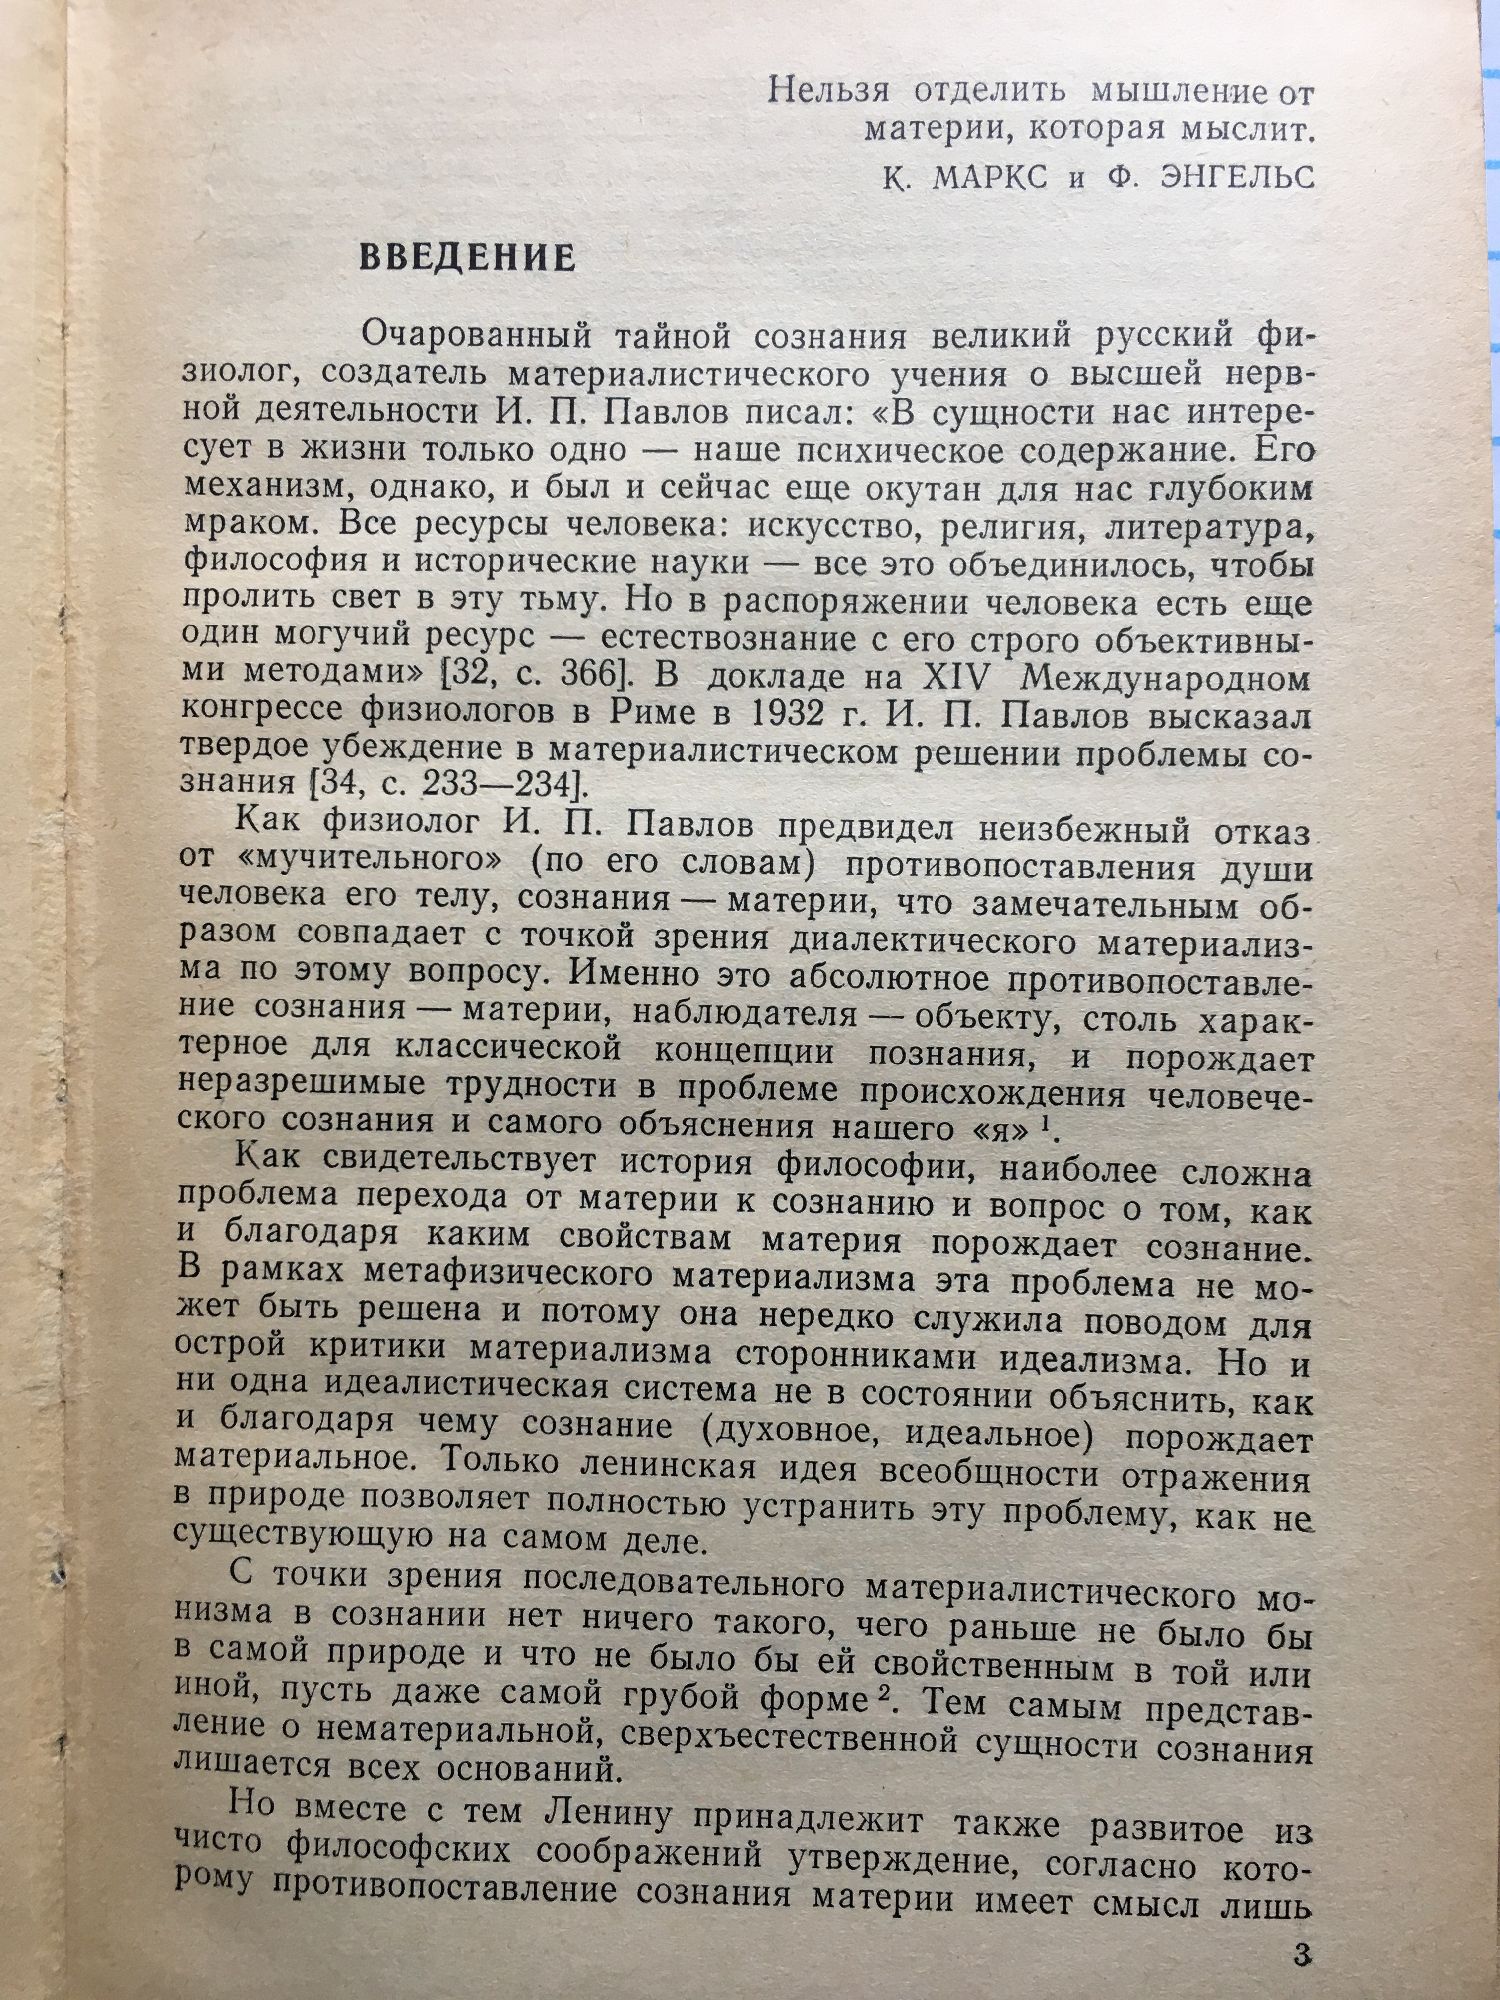 Нельзя отделить мышление от
материи, которая мыслит.
К. МАРКС и Ф. ЭНГЕЛЬС
ВВЕДЕНИЕ
Очарованный тайной сознания великий русский фи-
зиолог, создатель материалистического учения о высшей нерв-
ной деятельности И. П. Павлов писал: «В сущности нас интере-
сует в жизни только одно — наше психическое содержание. Его
механизм, однако, и был и сейчас еще окутан для нас глубоким
мраком. Все ресурсы человека: искусство, религия, литература,
философия и исторические науки — все это объединилось, чтобы
пролить свет в эту тьму. Но в распоряжении человека есть еще
один могучий ресурс — естествознание с его строго объективны-
ми методами» [32, с. 366]. В докладе на XIV Международном
конгрессе физиологов в Риме в 1932 г. И. П. Павлов высказал
твердое убеждение в материалистическом решении проблемы со-
знания [34, с. 233—234].
Как физиолог И. П. Павлов предвидел неизбежный отказ
от «мучительного» (по его словам) противопоставления души
человека его телу, сознания — материи, что замечательным об-
разом совпадает с точкой зрения диалектического материализ-
ма по этому вопросу. Именно это абсолютное противопоставле-
ние сознания — материи, наблюдателя — объекту, столь харак-
терное для классической концепции познания, и порождает
неразрешимые трудности в проблеме происхождения человече-
ского сознания и самого объяснения нашего «я» ¹.
Как свидетельствует история философии, наиболее сложна
проблема перехода от материи к сознанию и вопрос о том, как
и благодаря каким свойствам материя порождает сознание.
В рамках метафизического материализма эта проблема не мо-
жет быть решена и потому она нередко служила поводом для
острой критики материализма сторонниками идеализма. Но и
ни одна идеалистическая система не в состоянии объяснить, как
и благодаря чему сознание (духовное, идеальное) порождает
материальное. Только ленинская идея всеобщности отражения
в природе позволяет полностью устранить эту проблему, как не
существующую на самом деле.
С точки зрения последовательного материалистического мо-
низма в сознании нет ничего такого, чего раньше не было бы
в самой природе и что не было бы ей свойственным в той или
иной, пусть даже самой грубой форме ². Тем самым представ-
ление о нематериальной, сверхъестественной сущности сознания
лишается всех оснований.
Но вместе с тем Ленину принадлежит также развитое из
чисто философских соображений утверждение, согласно кото-
рому противопоставление сознания материи имеет смысл лишь
3